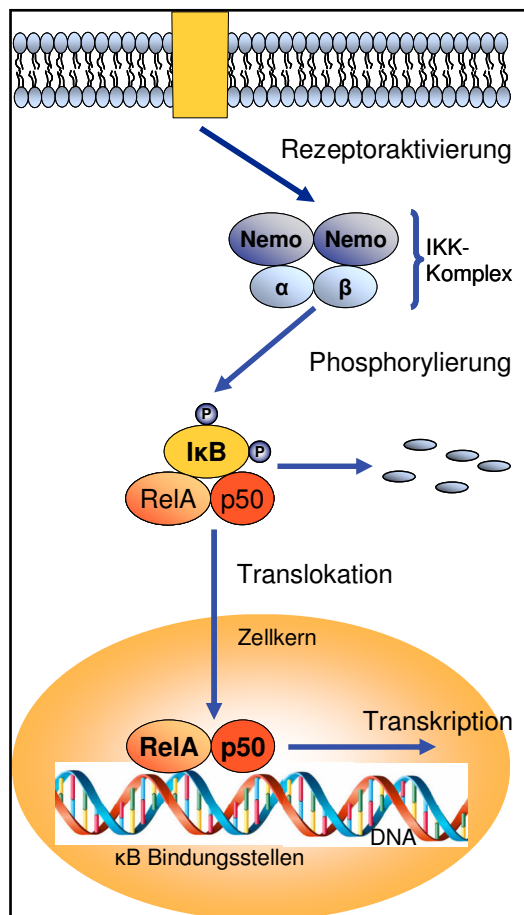 Rezeptoraktivierung
Nemo Nemo
IKK-
Komplex
α β
Phosphorylierung
P
IκB P
RelA p50
Translokation
Zellkern
Transkription
RelA p50
DNA
κB Bindungsstellen